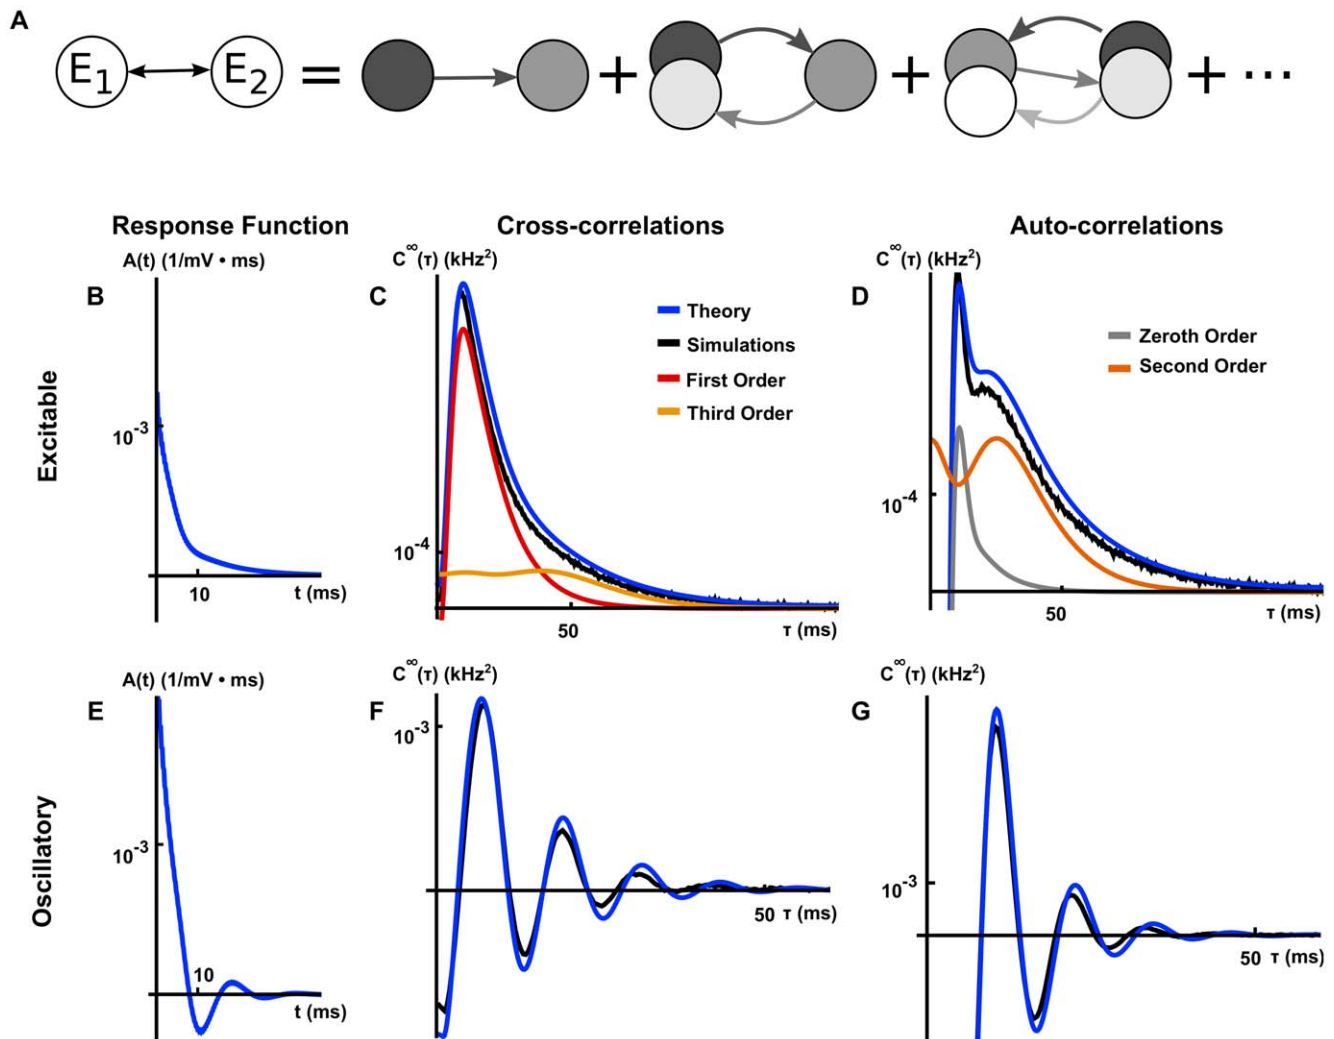 A
E1 E2 = + + + ...
Response Function
Cross-correlations
Auto-correlations
A(t) (1/mV • ms)
C∞(τ) (kHz²)
C∞(τ) (kHz²)
B
C
D
Theory
Simulations
First Order
Third Order
Zeroth Order
Second Order
Excitable
10⁻³
10
t (ms)
10⁻⁴
50
τ (ms)
10⁻⁴
50
τ (ms)
A(t) (1/mV • ms)
C∞(τ) (kHz²)
C∞(τ) (kHz²)
E
F
G
Oscillatory
10⁻³
10
t (ms)
10⁻³
50 τ (ms)
10⁻³
50 τ (ms)